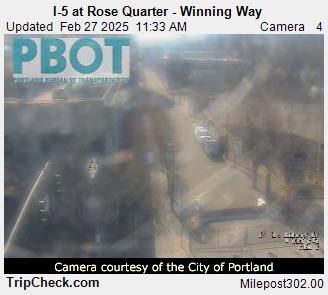 I-5 at Rose Quarter - Winning Way
Updated Feb 27 2025 11:33 AM Camera 4
PBOT
PORTLAND BUREAU OF TRANSPORTATION
Camera courtesy of the City of Portland
TripCheck.com Milepost302.00